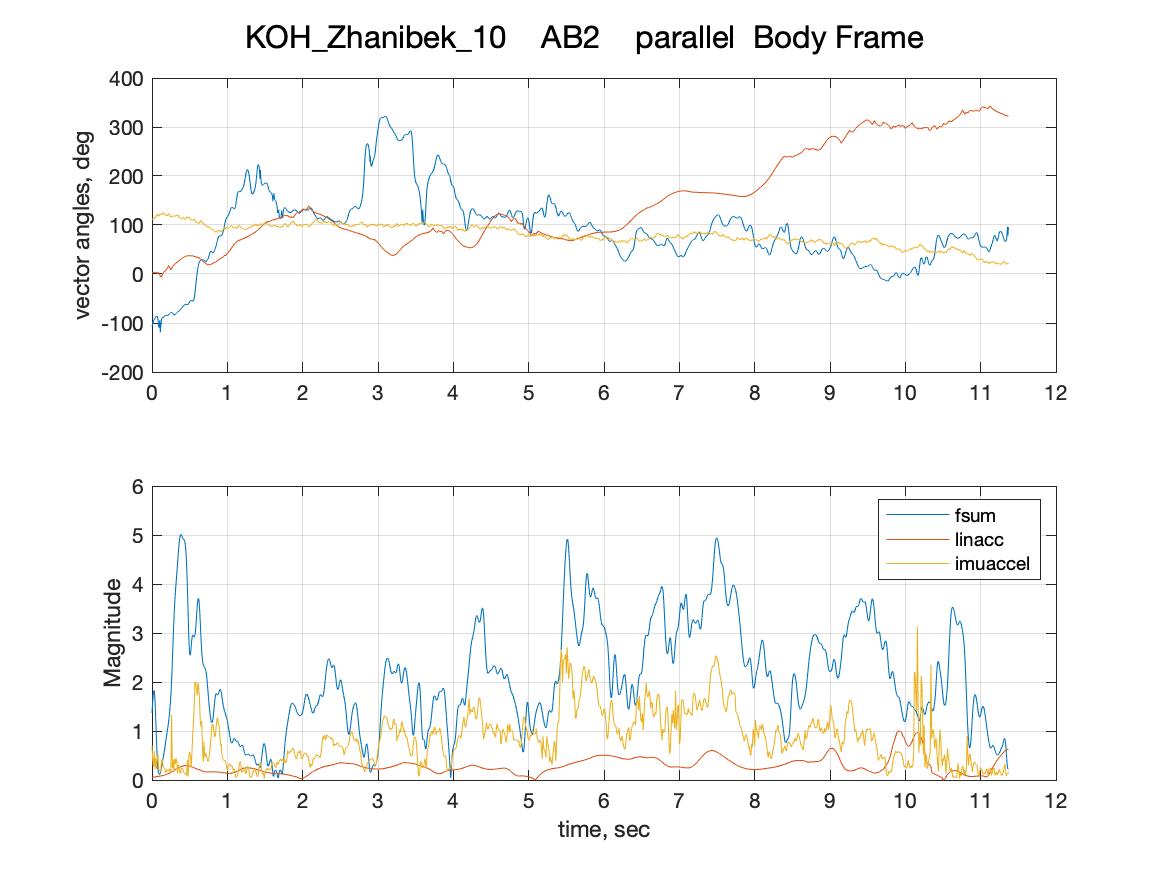 KOH_Zhanibek_10 AB2 parallel Body Frame
400
300
200
100
0
-100
-200
vector angles, deg
0 1 2 3 4 5 6 7 8 9 10 11 12
6
5
4
3
2
1
0
Magnitude
fsum
linacc
imuaccel
0 1 2 3 4 5 6 7 8 9 10 11 12
time, sec